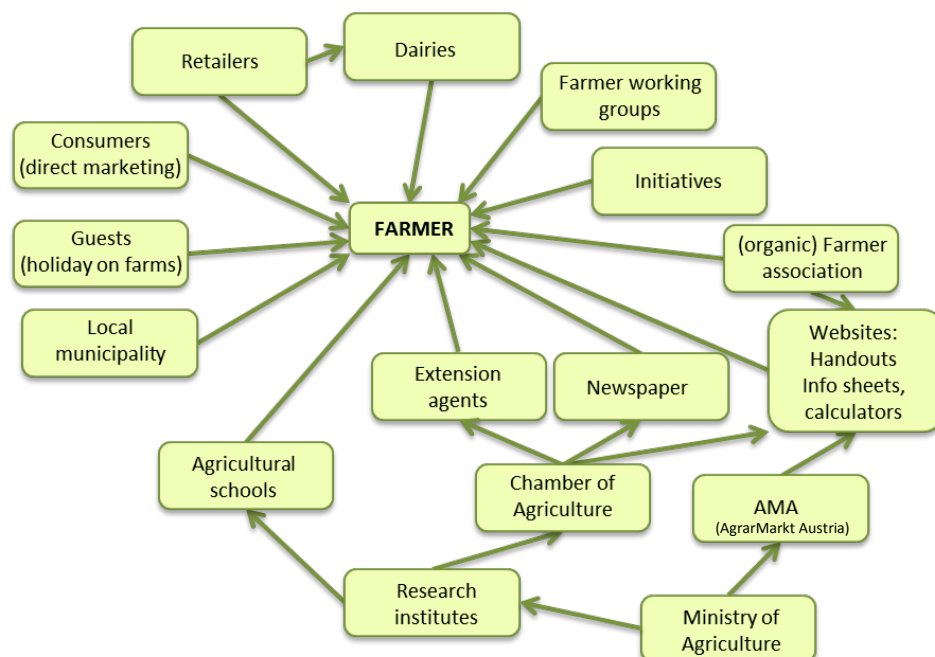 Retailers
Dairies
Farmer working
groups
Consumers
(direct marketing)
Initiatives
FARMER
Guests
(holiday on farms)
(organic) Farmer
association
Local
municipality
Websites:
Handouts
Info sheets,
calculators
Extension
agents
Newspaper
Agricultural
schools
Chamber of
Agriculture
AMA
(AgrarMarkt Austria)
Research
institutes
Ministry of
Agriculture